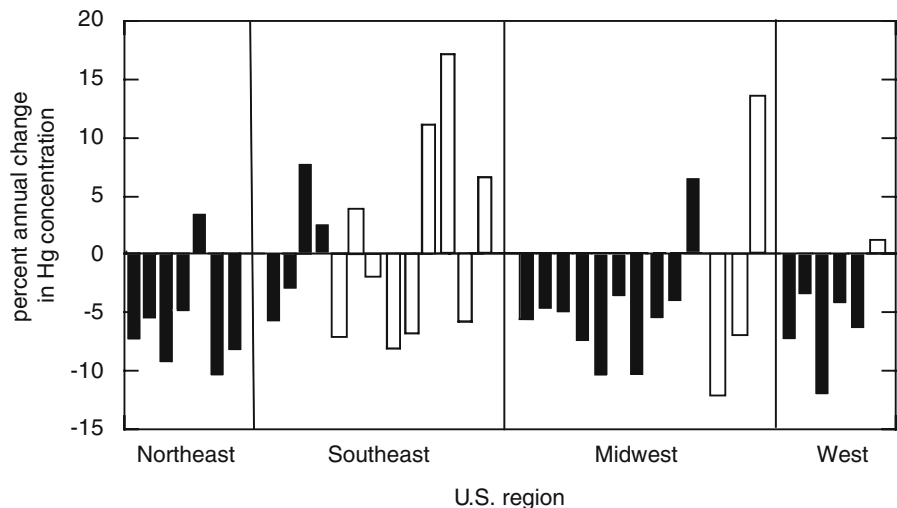 percent annual change
in Hg concentration
20
15
10
5
0
-5
-10
-15
Northeast
Southeast
Midwest
West
U.S. region